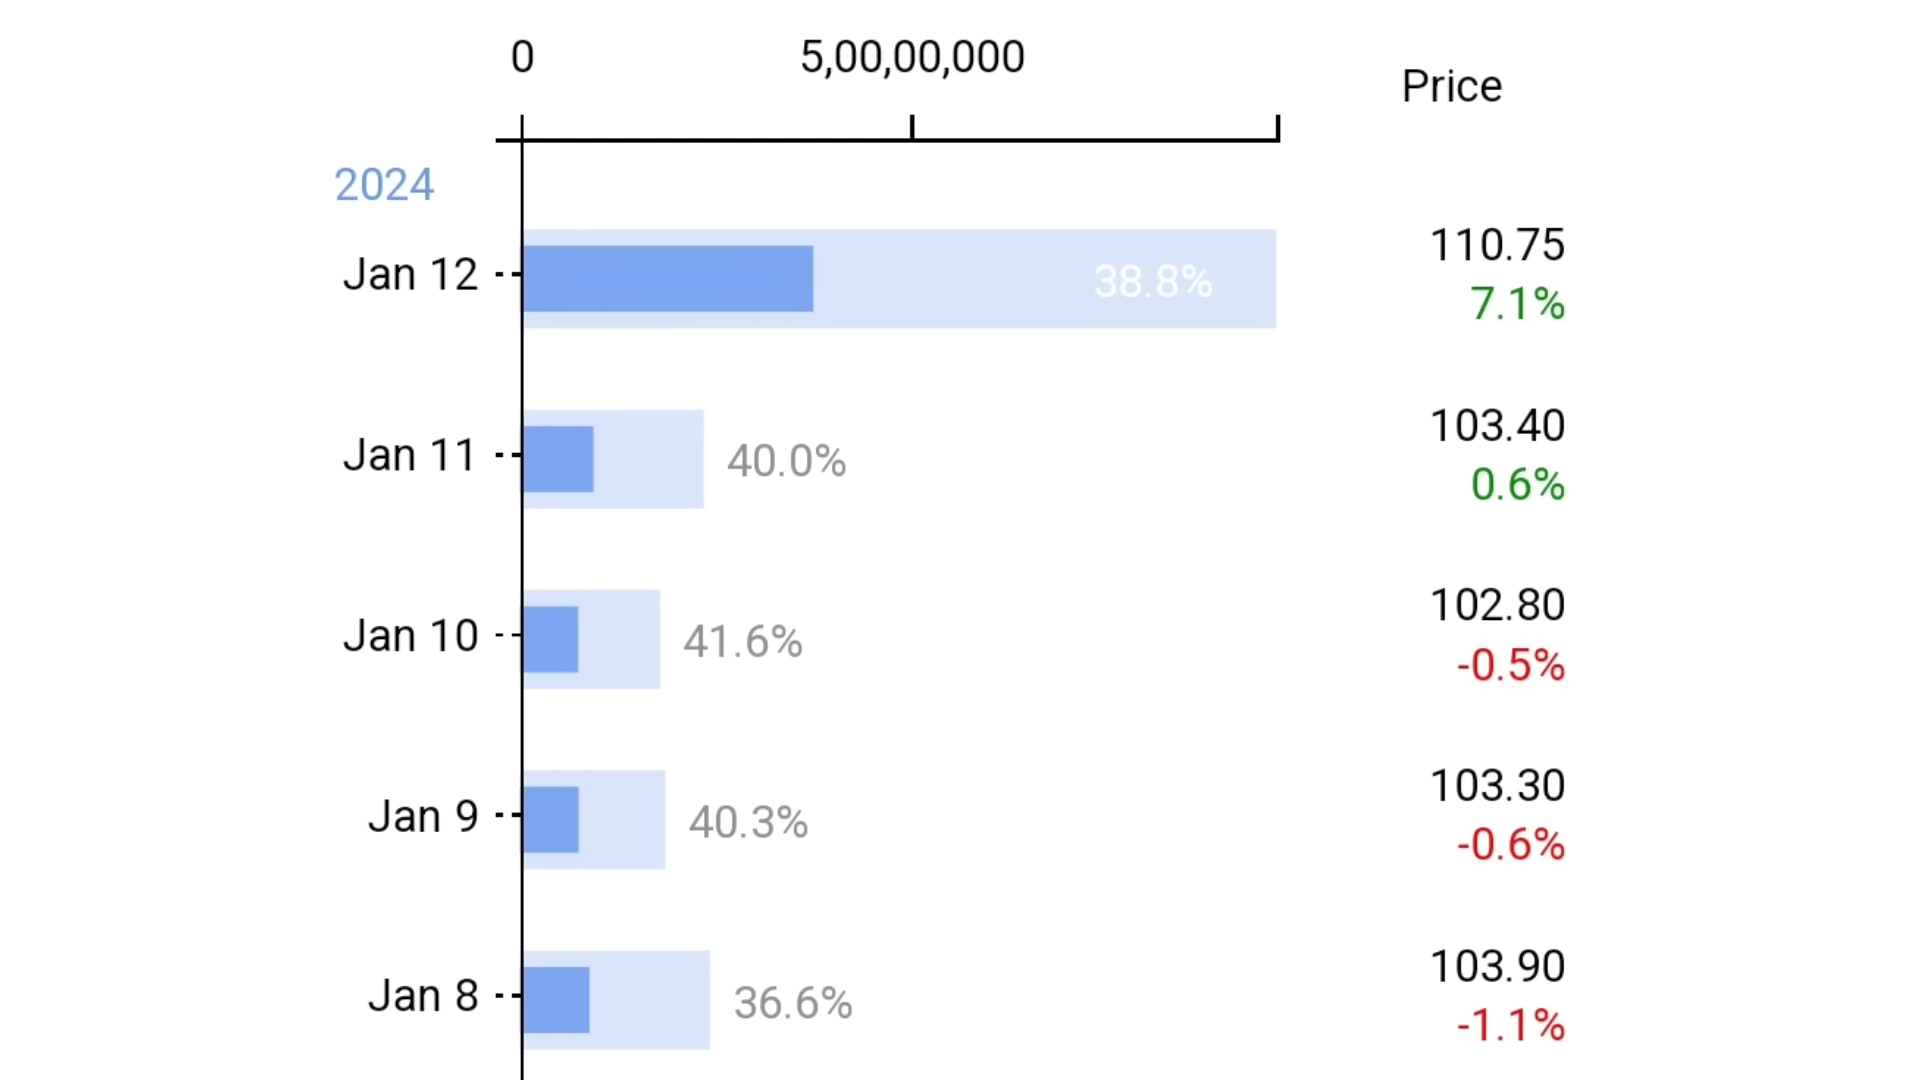 0 5,00,00,000
Price
2024
Jan 12 38.8% 110.75
7.1%
Jan 11 40.0% 103.40
0.6%
Jan 10 41.6% 102.80
-0.5%
Jan 9 40.3% 103.30
-0.6%
Jan 8 36.6% 103.90
-1.1%